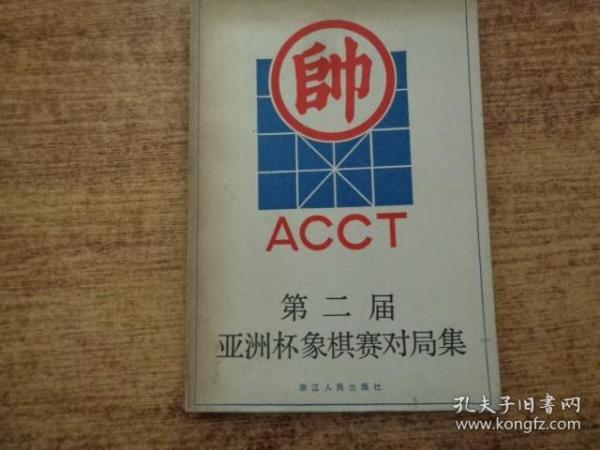 帥
ACCT
第二届
亚洲杯象棋赛对局集
浙江人民出版社
孔夫子旧书网
www.kongfz.com